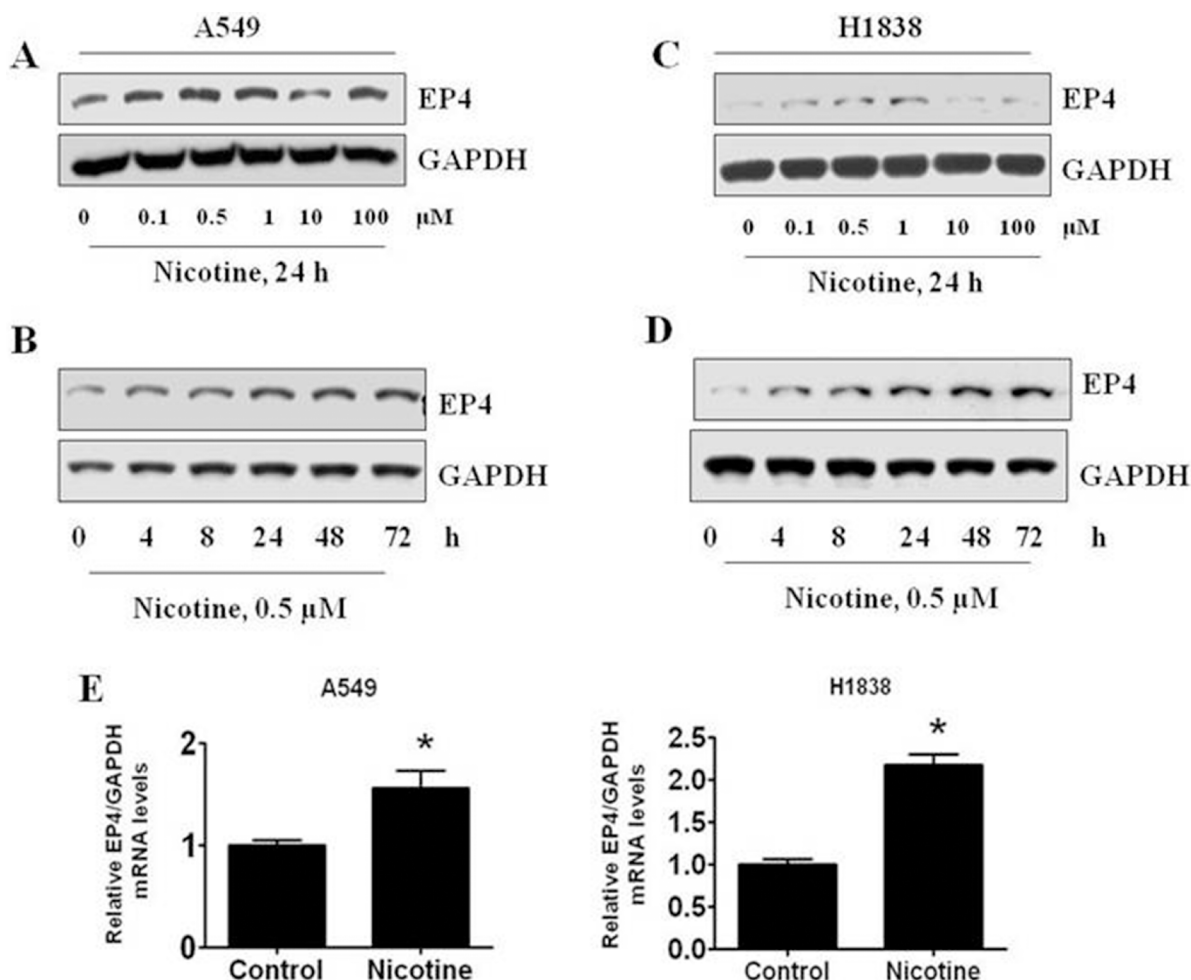 A
A549
EP4
GAPDH
0 0.1 0.5 1 10 100 µM
Nicotine, 24 h
C
H1838
EP4
GAPDH
0 0.1 0.5 1 10 100 µM
Nicotine, 24 h
B
EP4
GAPDH
0 4 8 24 48 72 h
Nicotine, 0.5 µM
D
EP4
GAPDH
0 4 8 24 48 72 h
Nicotine, 0.5 µM
E
A549
Relative EP4/GAPDH
mRNA levels
2
1
0
*
Control Nicotine
H1838
Relative EP4/GAPDH
mRNA levels
2.5
2.0
1.5
1.0
0.5
0.0
*
Control Nicotine